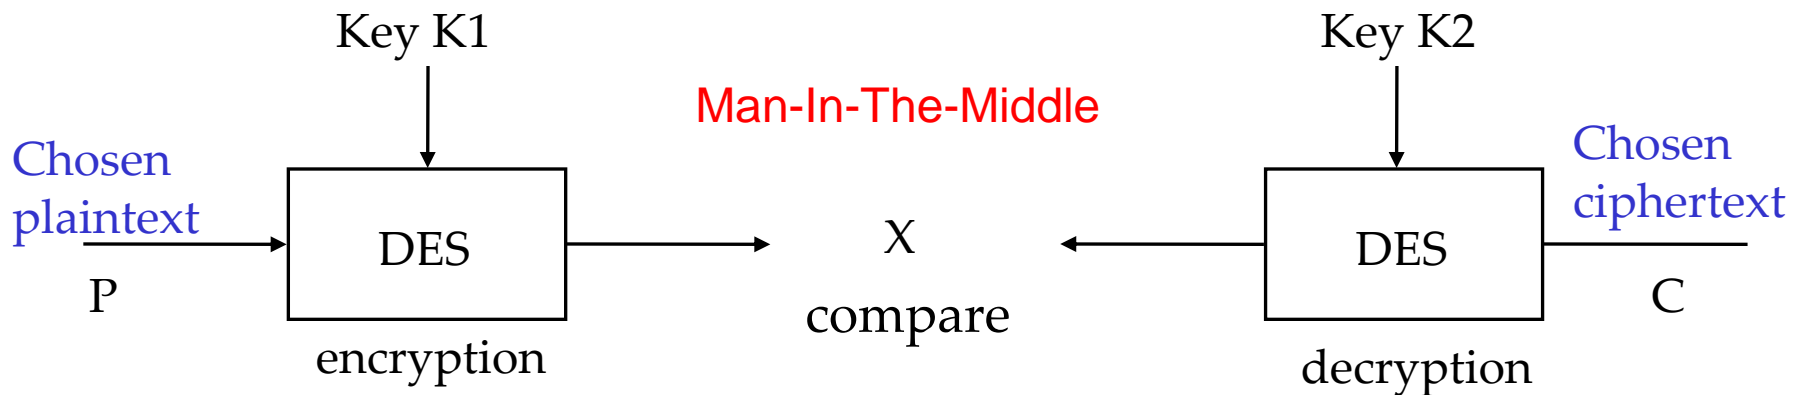 Key K1
Key K2
Man-In-The-Middle
Chosen
plaintext
Chosen
ciphertext
DES
X
DES
P
compare
C
encryption
decryption